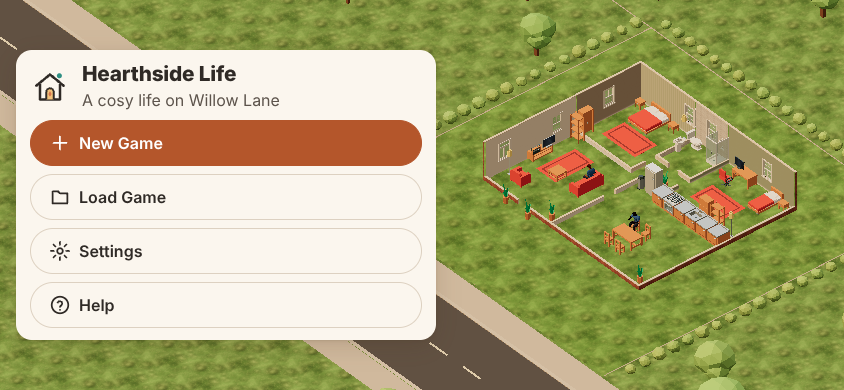 Hearthside Life
A cosy life on Willow Lane
New Game
Load Game
Settings
Help